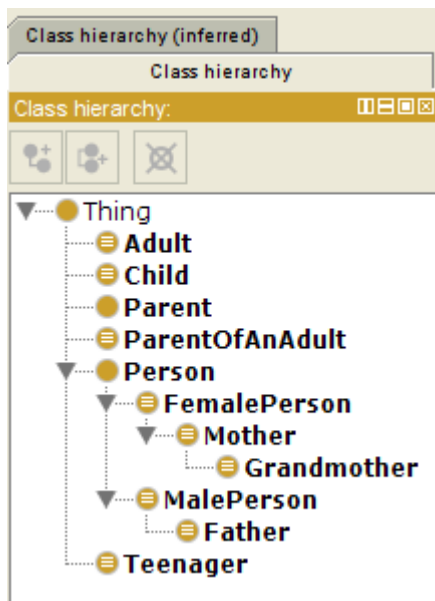 Class hierarchy (inferred)
Class hierarchy
Class hierarchy:
Thing
Adult
Child
Parent
ParentOfAnAdult
Person
FemalePerson
Mother
Grandmother
MalePerson
Father
Teenager